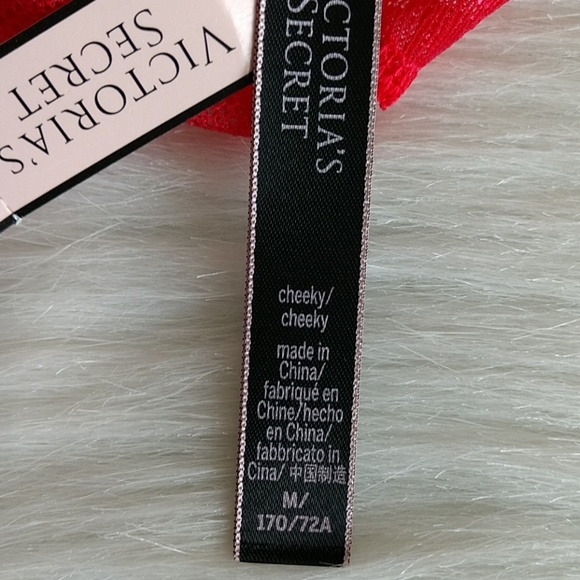 VICTORIA'S
SECRET
CTORIA'S
SECRET
cheeky/
cheeky
made in
China/
fabriqué en
Chine/hecho
en China/
fabbricato in
Cina/ 中国制造
M/
170/72A